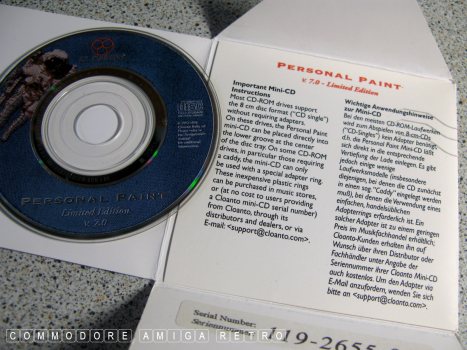 PERSONAL PAINT
v. 7.0 - Limited Edition
Important Mini-CD
Instructions
Most CD-ROM drives support
the 8 cm disc format ("CD single")
without requiring adapters.
On these drives, the Personal Paint
mini-CD can be placed directly into
the lower groove at the center
of the disc tray. On some CD-ROM
drives, in particular those requiring
a caddy, the mini-CD can only
be used with a special adapter ring.
These inexpensive plastic rings
can be purchased in music stores,
or (at no cost to users providing
a Cloanto mini-CD serial number)
from Cloanto, through its
distributors and dealers, or via
E-mail: <support@cloanto.com>.
Wichtige Anwendungshinweise
zur Mini-CD
Bei den meisten CD-ROM-Laufwerken
wird zum Abspielen von 8-cm-CDs
("CD-Singles") kein Adapter benötigt,
d.h. die Personal Paint Mini-CD läßt
sich direkt in die entsprechende
Vertiefung der Lade einlegen. Es gibt
jedoch einige wenige
Laufwerksmodelle (insbesondere
diejenigen, bei denen die CD zunächst
in einen sog. "Caddy" eingelegt werden
muß), bei denen die Verwendung eines
einfachen, handelsüblichen
Adapterrings erforderlich ist. Ein
solcher Adapter ist zum günstigen
Preis im Musikfachhandel erhältlich;
Cloanto-Kunden erhalten ihn auf
Wunsch über ihren Distributor oder
Fachhändler unter Angabe der
Seriennummer ihrer Cloanto Mini-CD
auch kostenlos. Um den Adapter via
E-Mail anzufordern, wenden Sie sich
bitte an <support@cloanto.com>.
PERSONAL PAINT
Limited Edition
v. 7.0
Serial Number:
Seriennummer:
119-2655-
COMMODORE AMIGA RETRO